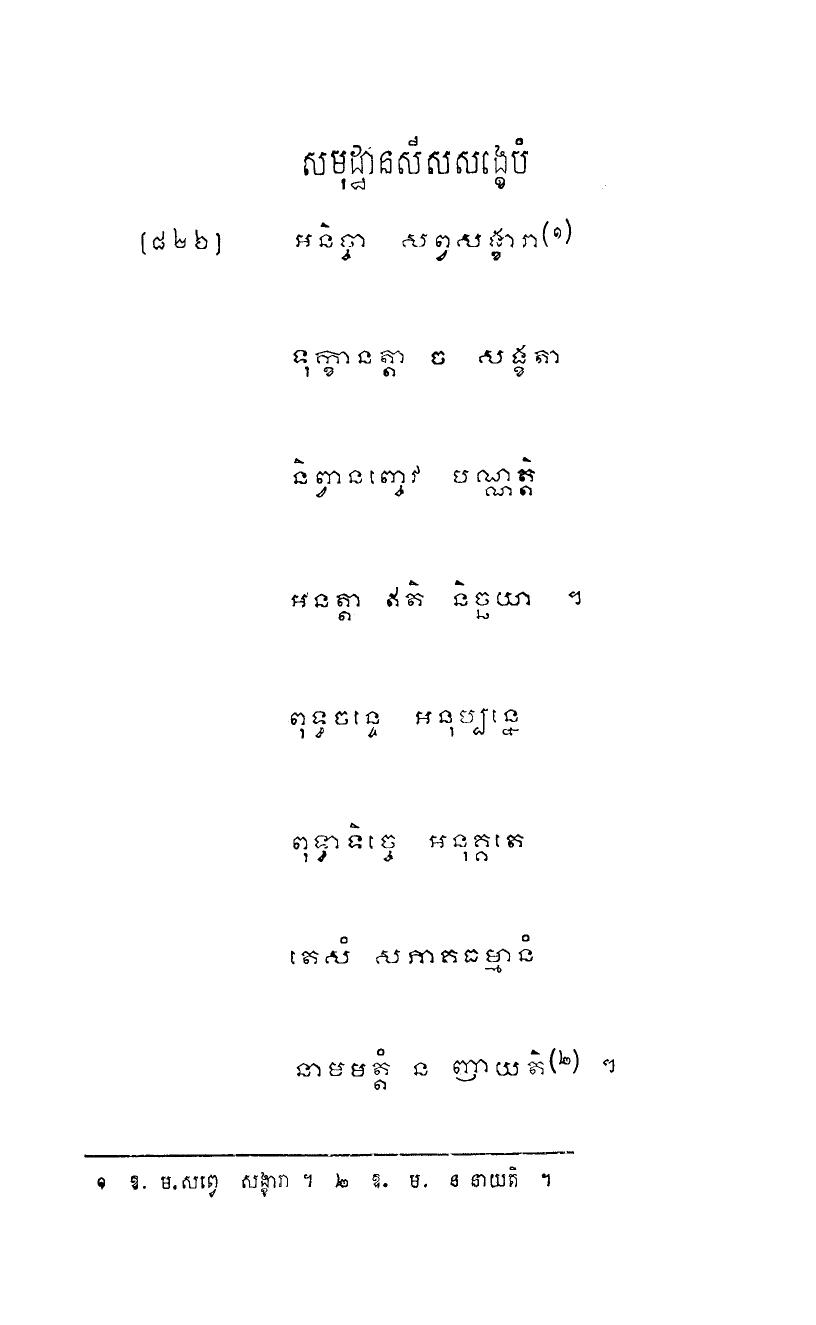 សមុដ្ឋានសីសសង្ខេបំ
[៨២៦] អនិច្ចា សព្វសង្ខារា(១)
ទុក្ខានត្តា ច សង្ខតា
និព្វានញ្ចេវ បណ្ណត្តិ
អនត្តា ឥតិ និច្ឆយា ។
ពុទ្ធចន្ទេ អនុប្បន្នេ
ពុទ្ធាទិច្ចេ អនុគ្គតេ
តេសំ សភាគធម្មានំ
នាមមត្តំ ន ញាយតិ(២) ។
១ ឱ. ម.សព្វេ សង្ខារា ។ ២ ឱ. ម. ន នាយតិ ។